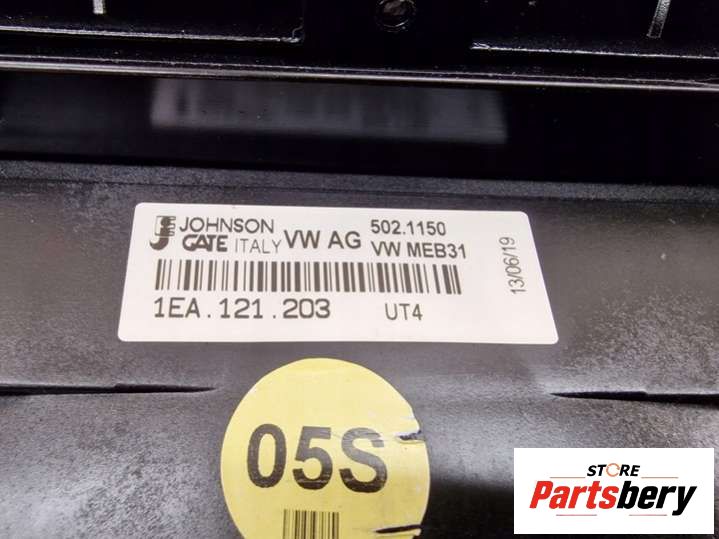 JOHNSON
GATE ITALY VW AG
502.1150
VW MEB31
13/06/19
1EA.121.203
UT4
05S
STORE
Partsbery